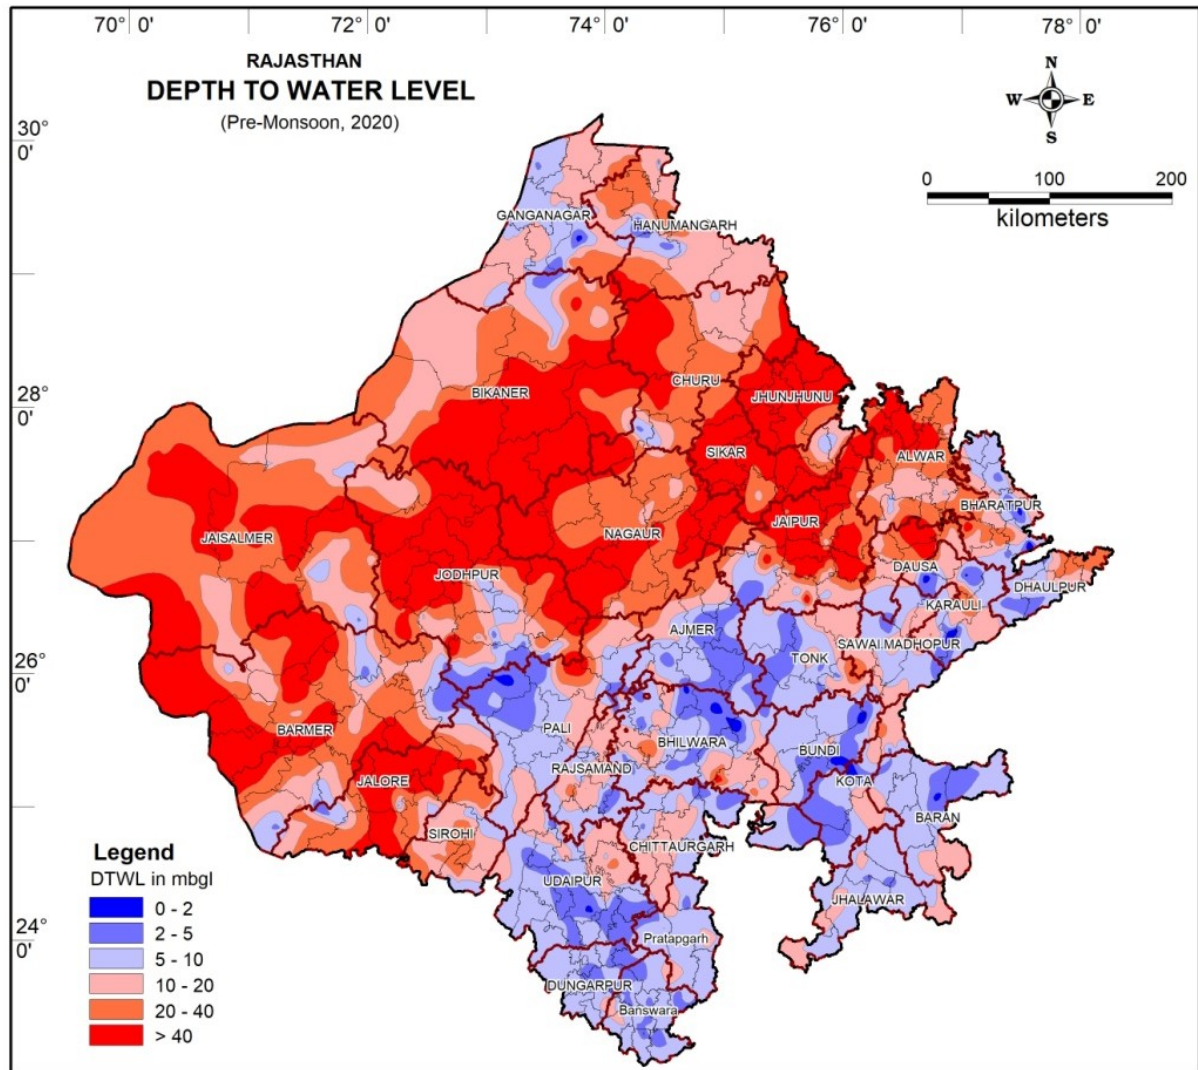 70° 0' 72° 0' 74° 0' 76° 0' 78° 0'
RAJASTHAN
DEPTH TO WATER LEVEL
(Pre-Monsoon, 2020)
N
W E
S
0 100 200
kilometers
30°
0'
28°
0'
26°
0'
24°
0'
GANGANAGAR
HANUMANGARH
BIKANER
CHURU
JHUNJHUNU
SIKAR
ALWAR
BHARATPUR
JAISALMER
NAGAUR
JAIPUR
DAUSA
JODHPUR
DHAULPUR
KARAULI
AJMER
SAWAI MADHOPUR
TONK
BARMER
PALI
BHILWARA
BUNDI
RAJSAMAND
JALORE
KOTA
BARAN
SIROHI
CHITTAURGARH
UDAIPUR
JHALAWAR
Pratapgarh
DUNGARPUR
Banswara
Legend
DTWL in mbgl
0 - 2
2 - 5
5 - 10
10 - 20
20 - 40
> 40